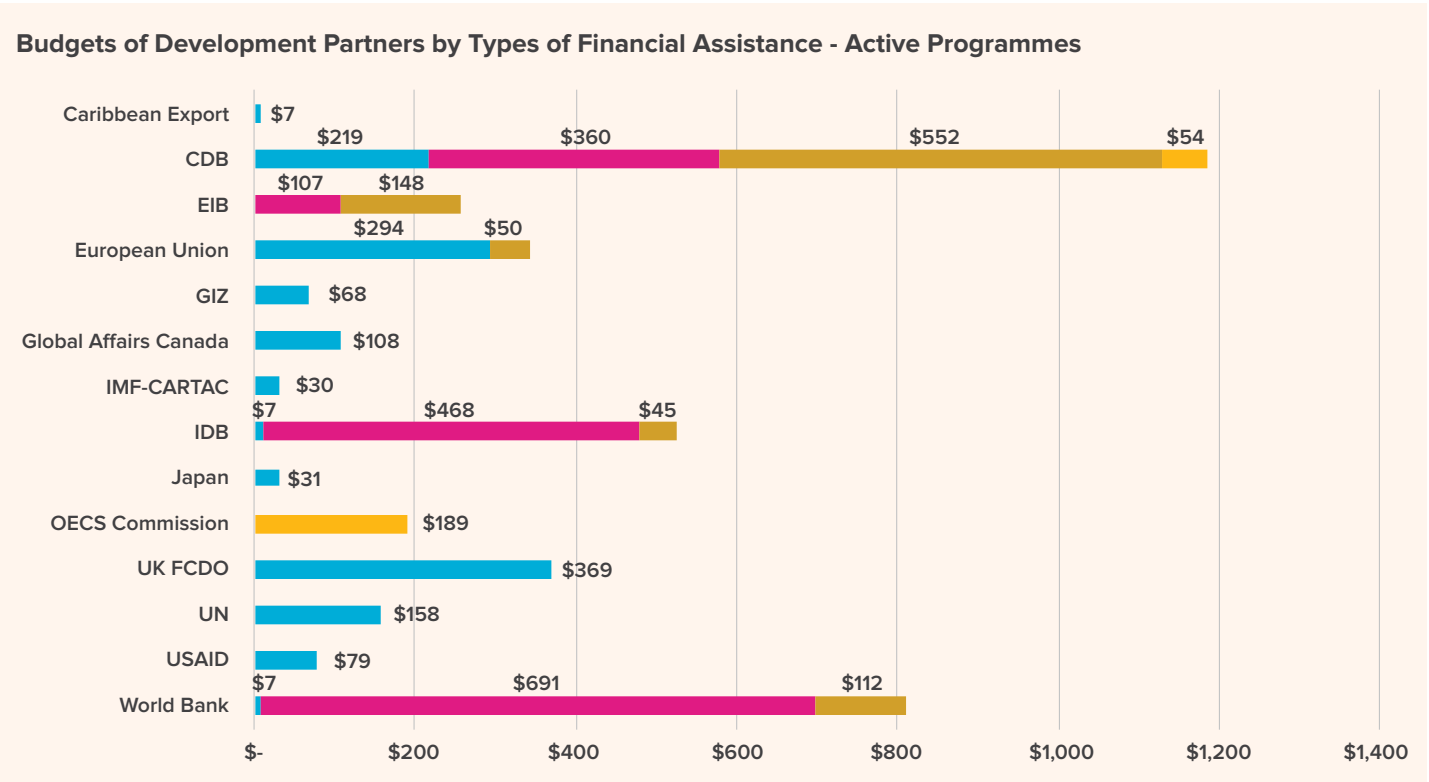 Budgets of Development Partners by Types of Financial Assistance - Active Programmes
Caribbean Export $7
$219 $360 $552 $54
CDB
$107 $148
EIB
$294 $50
European Union
GIZ $68
Global Affairs Canada $108
IMF-CARTAC $30
$7 $468 $45
IDB
Japan $31
OECS Commission $189
UK FCDO $369
UN $158
USAID $79
$7 $691 $112
World Bank
$- $200 $400 $600 $800 $1,000 $1,200 $1,400